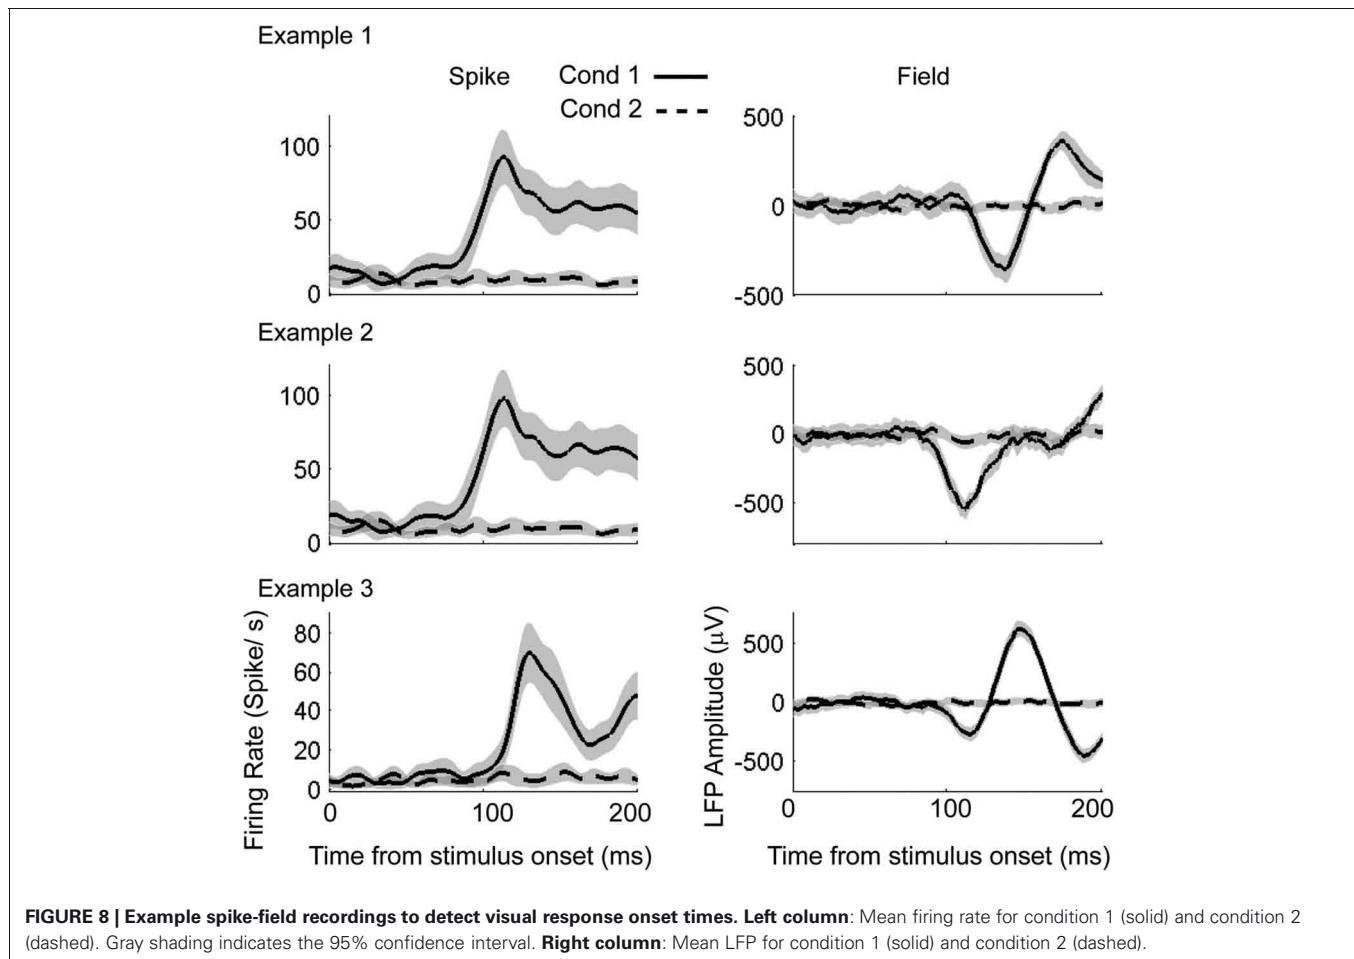 Example 1
Spike
Cond 1
Cond 2
Field
100
50
0
500
0
-500
Example 2
100
50
0
500
0
-500
Example 3
Firing Rate (Spike/ s)
80
60
40
20
0
0
100
200
Time from stimulus onset (ms)
LFP Amplitude (μV)
500
0
-500
0
100
200
Time from stimulus onset (ms)
FIGURE 8 | Example spike-field recordings to detect visual response onset times. Left column: Mean firing rate for condition 1 (solid) and condition 2
(dashed). Gray shading indicates the 95% confidence interval. Right column: Mean LFP for condition 1 (solid) and condition 2 (dashed).